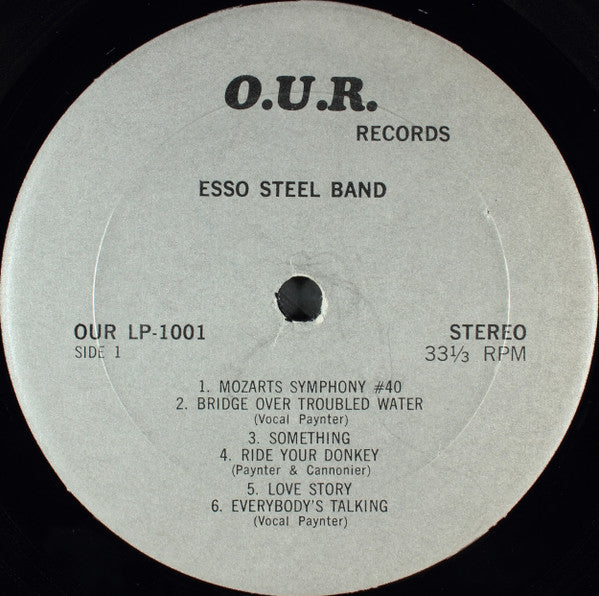 O.U.R.
RECORDS
ESSO STEEL BAND
OUR LP-1001
SIDE 1
STEREO
33⅓ RPM
1. MOZARTS SYMPHONY #40
2. BRIDGE OVER TROUBLED WATER
(Vocal Paynter)
3. SOMETHING
4. RIDE YOUR DONKEY
(Paynter & Cannonier)
5. LOVE STORY
6. EVERYBODY'S TALKING
(Vocal Paynter)